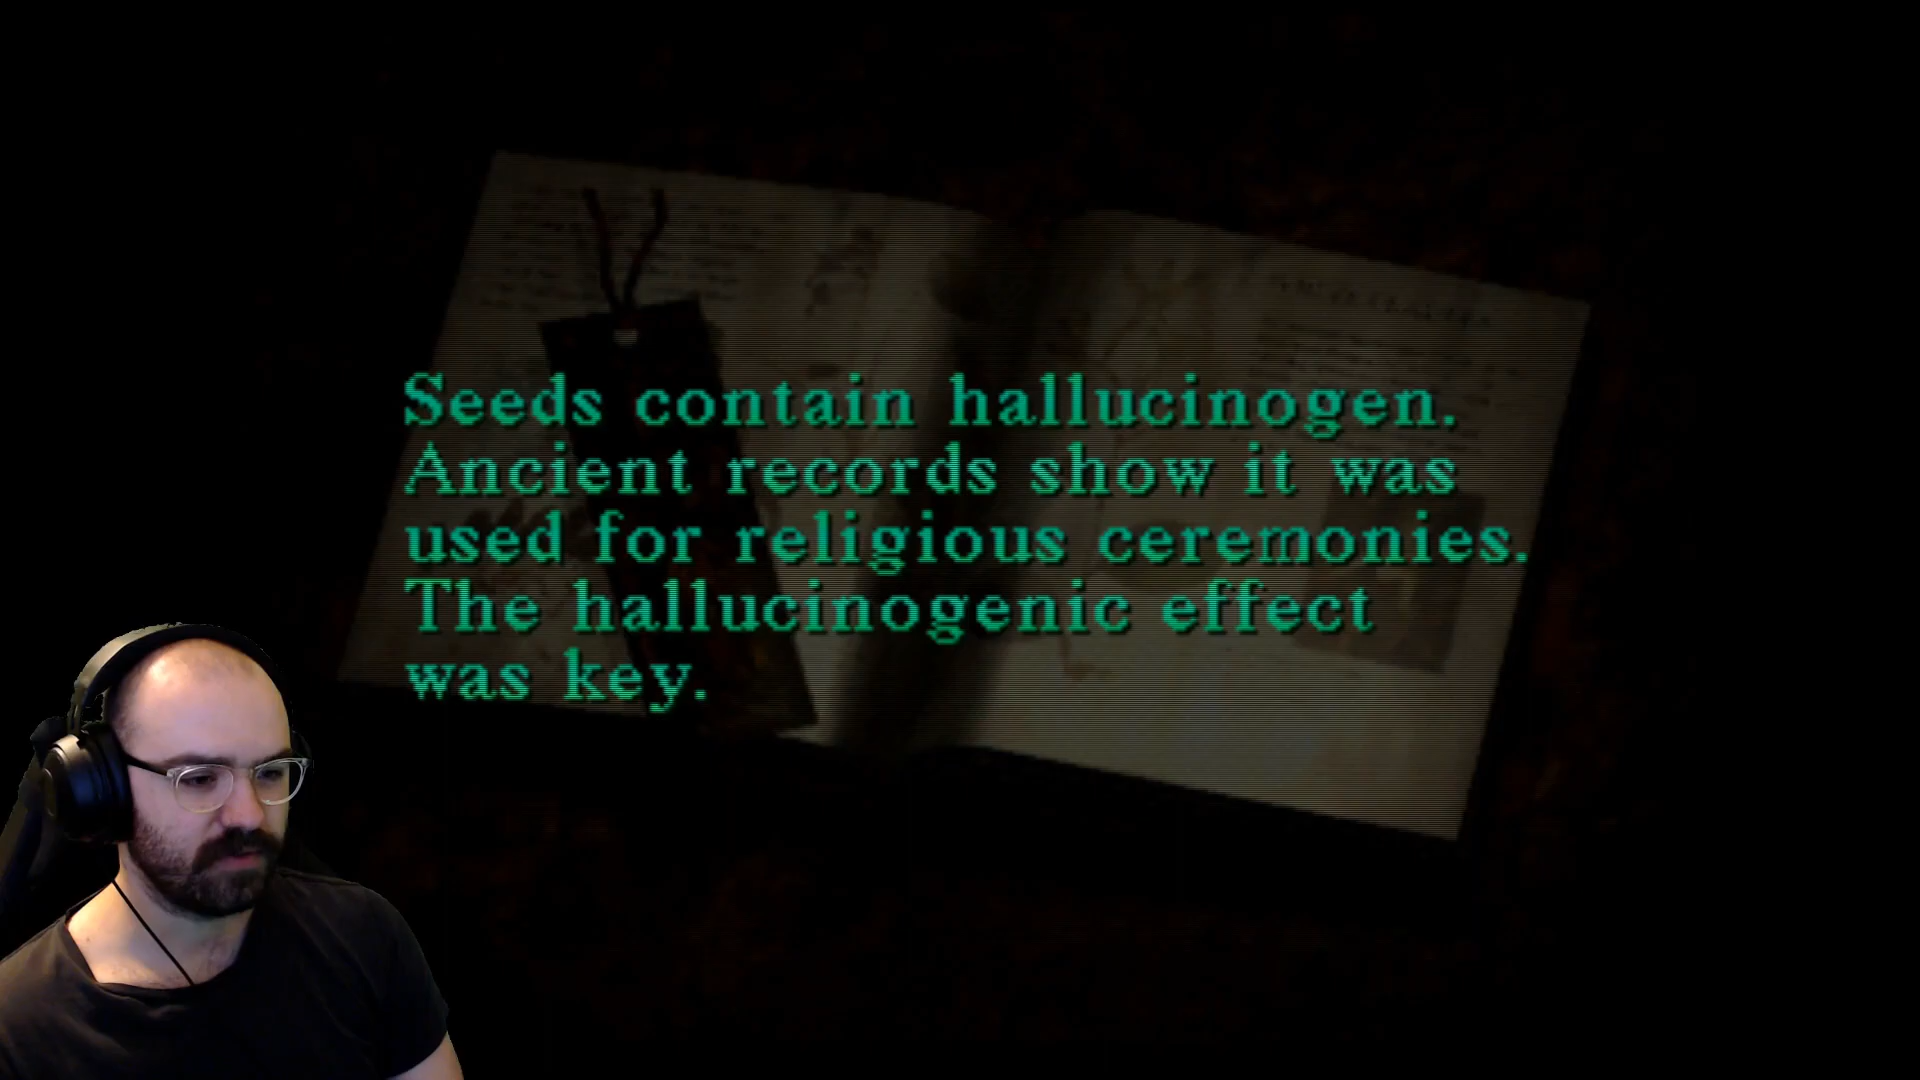 Seeds contain hallucinogen.
Ancient records show it was
used for religious ceremonies.
The hallucinogenic effect
was key.